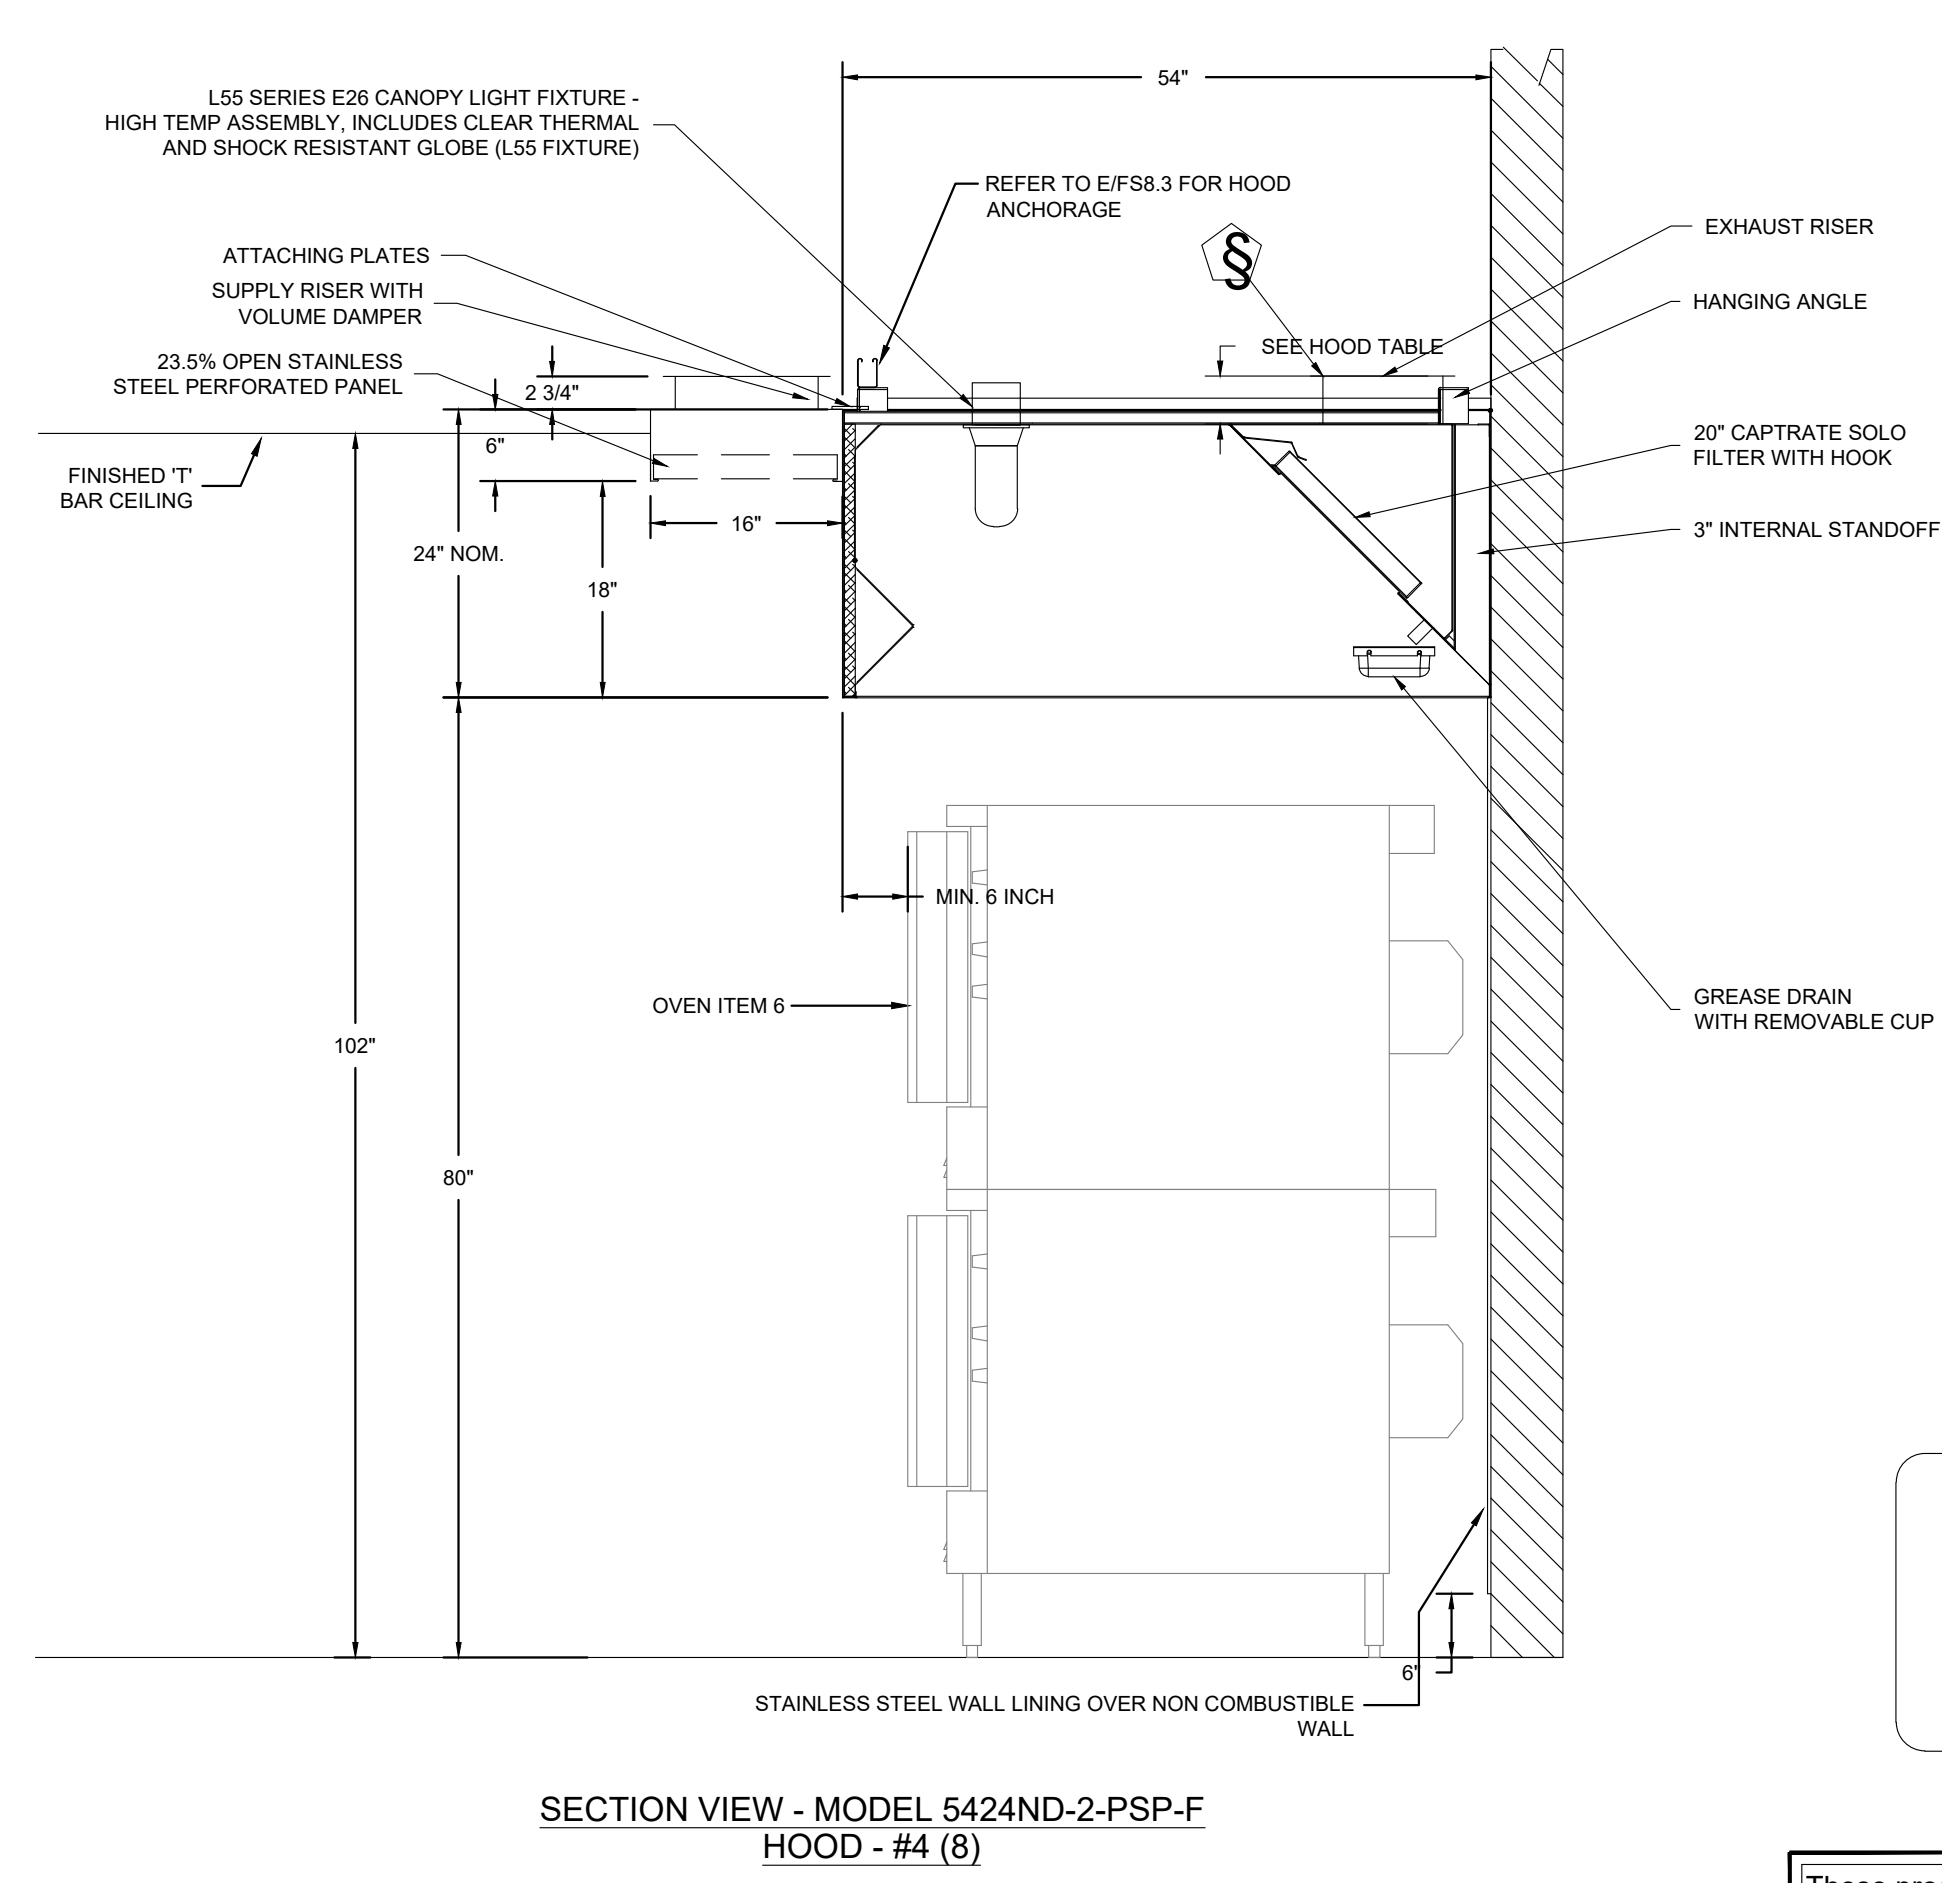 54"
L55 SERIES E26 CANOPY LIGHT FIXTURE -
HIGH TEMP ASSEMBLY, INCLUDES CLEAR THERMAL
AND SHOCK RESISTANT GLOBE (L55 FIXTURE)
REFER TO E/FS8.3 FOR HOOD
ANCHORAGE
§
EXHAUST RISER
ATTACHING PLATES
SUPPLY RISER WITH
VOLUME DAMPER
HANGING ANGLE
SEE HOOD TABLE
23.5% OPEN STAINLESS
STEEL PERFORATED PANEL
2 3/4"
6"
20" CAPTRATE SOLO
FILTER WITH HOOK
FINISHED 'T'
BAR CEILING
16"
3" INTERNAL STANDOFF
24" NOM.
18"
MIN. 6 INCH
OVEN ITEM 6
GREASE DRAIN
WITH REMOVABLE CUP
102"
80"
6"
STAINLESS STEEL WALL LINING OVER NON COMBUSTIBLE
WALL
SECTION VIEW - MODEL 5424ND-2-PSP-F
HOOD - #4 (8)